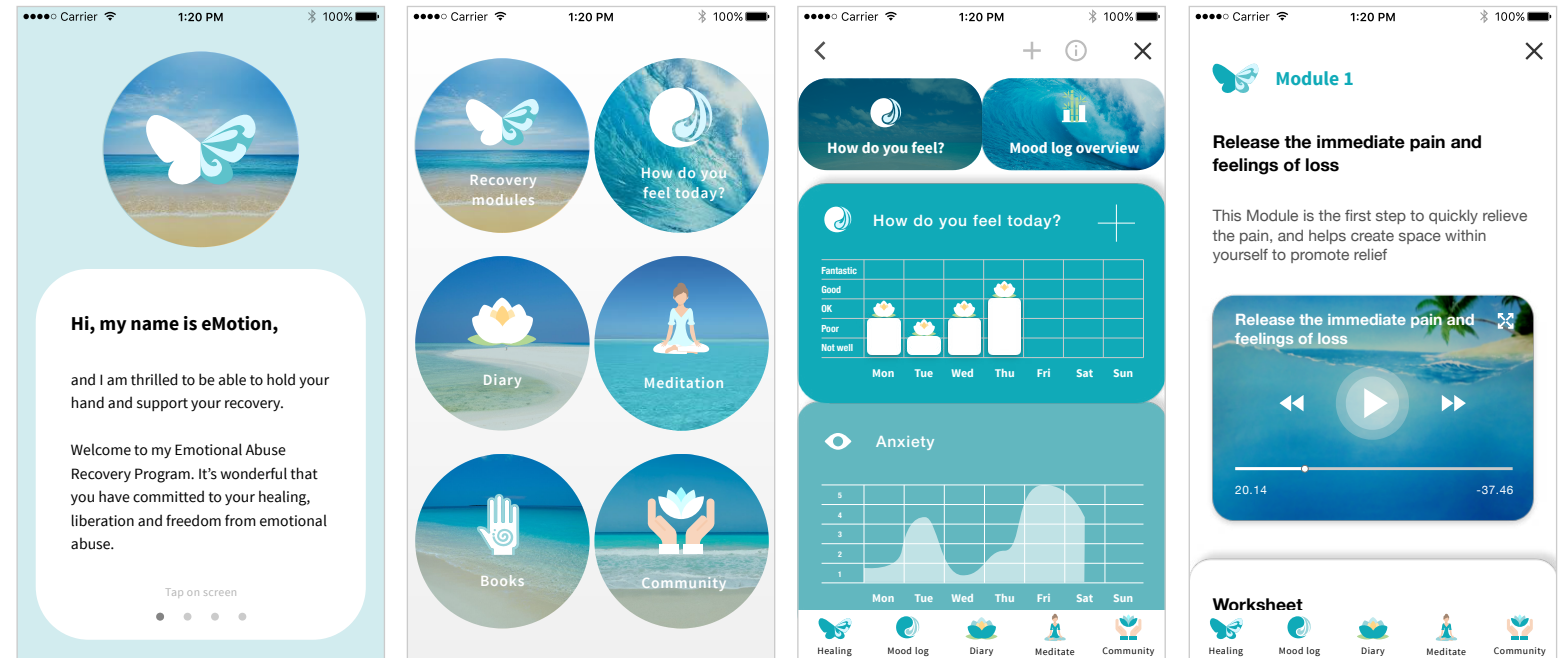 Carrier 1:20 PM 100%
Hi, my name is eMotion,
and I am thrilled to be able to hold your
hand and support your recovery.
Welcome to my Emotional Abuse
Recovery Program. It’s wonderful that
you have committed to your healing,
liberation and freedom from emotional
abuse.
Tap on screen
Carrier 1:20 PM 100%
Recovery
modules
How do you
feel today?
Diary
Meditation
Books
Community
Carrier 1:20 PM 100%
How do you feel?
Mood log overview
How do you feel today?
Fantastic
Good
OK
Poor
Not well
Mon Tue Wed Thu Fri Sat Sun
Anxiety
5
4
3
2
1
Mon Tue Wed Thu Fri Sat Sun
Healing Mood log Diary Meditate Community
Carrier 1:20 PM 100%
Module 1
Release the immediate pain and
feelings of loss
This Module is the first step to quickly relieve
the pain, and helps create space within
yourself to promote relief
Release the immediate pain and
feelings of loss
20.14 -37.46
Worksheet
Healing Mood log Diary Meditate Community